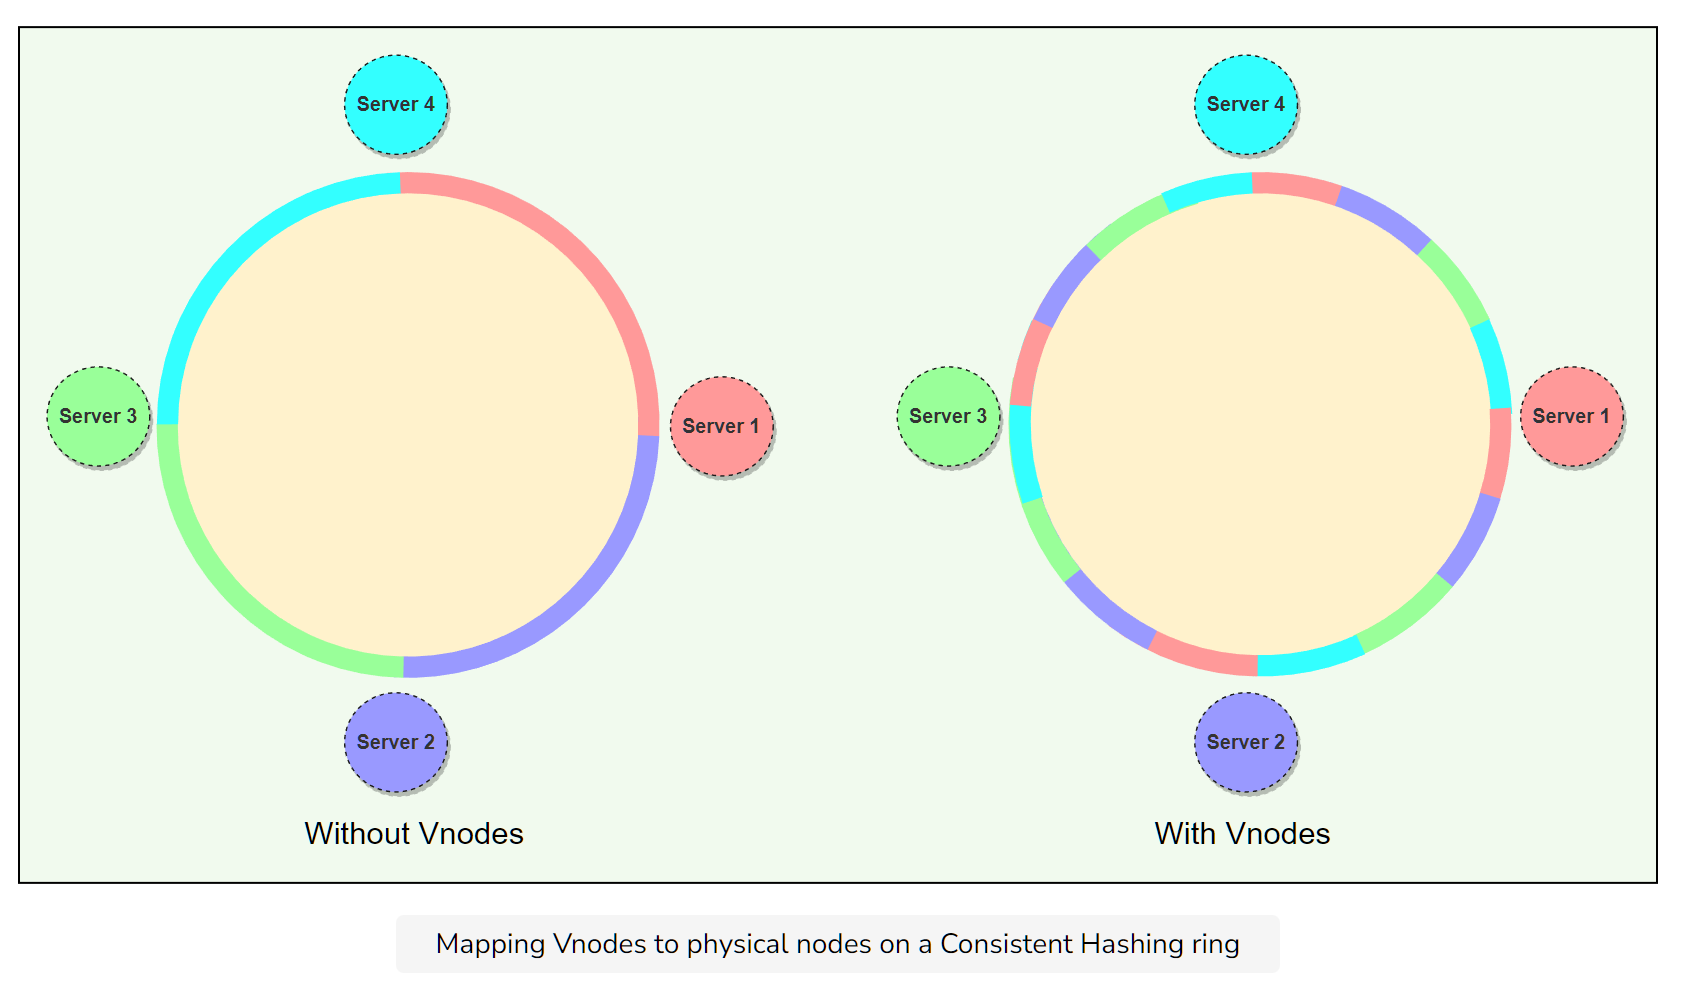 Server 4
Server 3
Server 1
Server 2
Without Vnodes
Server 4
Server 3
Server 1
Server 2
With Vnodes
Mapping Vnodes to physical nodes on a Consistent Hashing ring